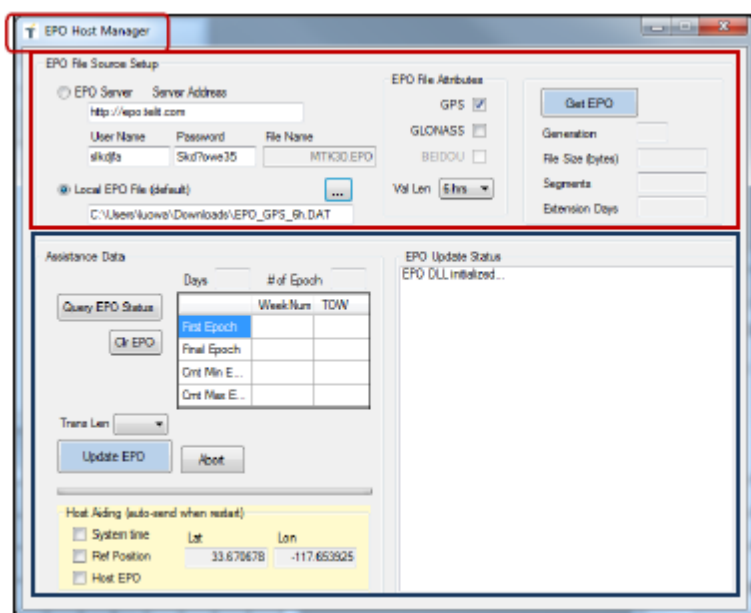 EPO Host Manager
EPO File Source Setup
EPO Server Server Address
http://epo.telit.com
User Name Password File Name
slkdjfa Skd7owe35 MTK30.EPO
Local EPO File (default) ...
C:\Users\luowa\Downloads\EPO_GPS_6h.DAT
EPO File Attributes
GPS
GLONASS
BEIDOU
Val Len 6 hrs
Get EPO
Generation
File Size (bytes)
Segments
Extension Days
Assistance Data
Days # of Epoch
WeekNum TOW
Query EPO Status
Clr EPO
First Epoch
Final Epoch
Crnt Min E...
Crnt Max E...
Trans Len
Update EPO Abort
Host Aiding (auto-send when restart)
System time Lat Lon
Ref Position 33.670678 -117.653925
Host EPO
EPO Update Status
EPO DLL initialized...